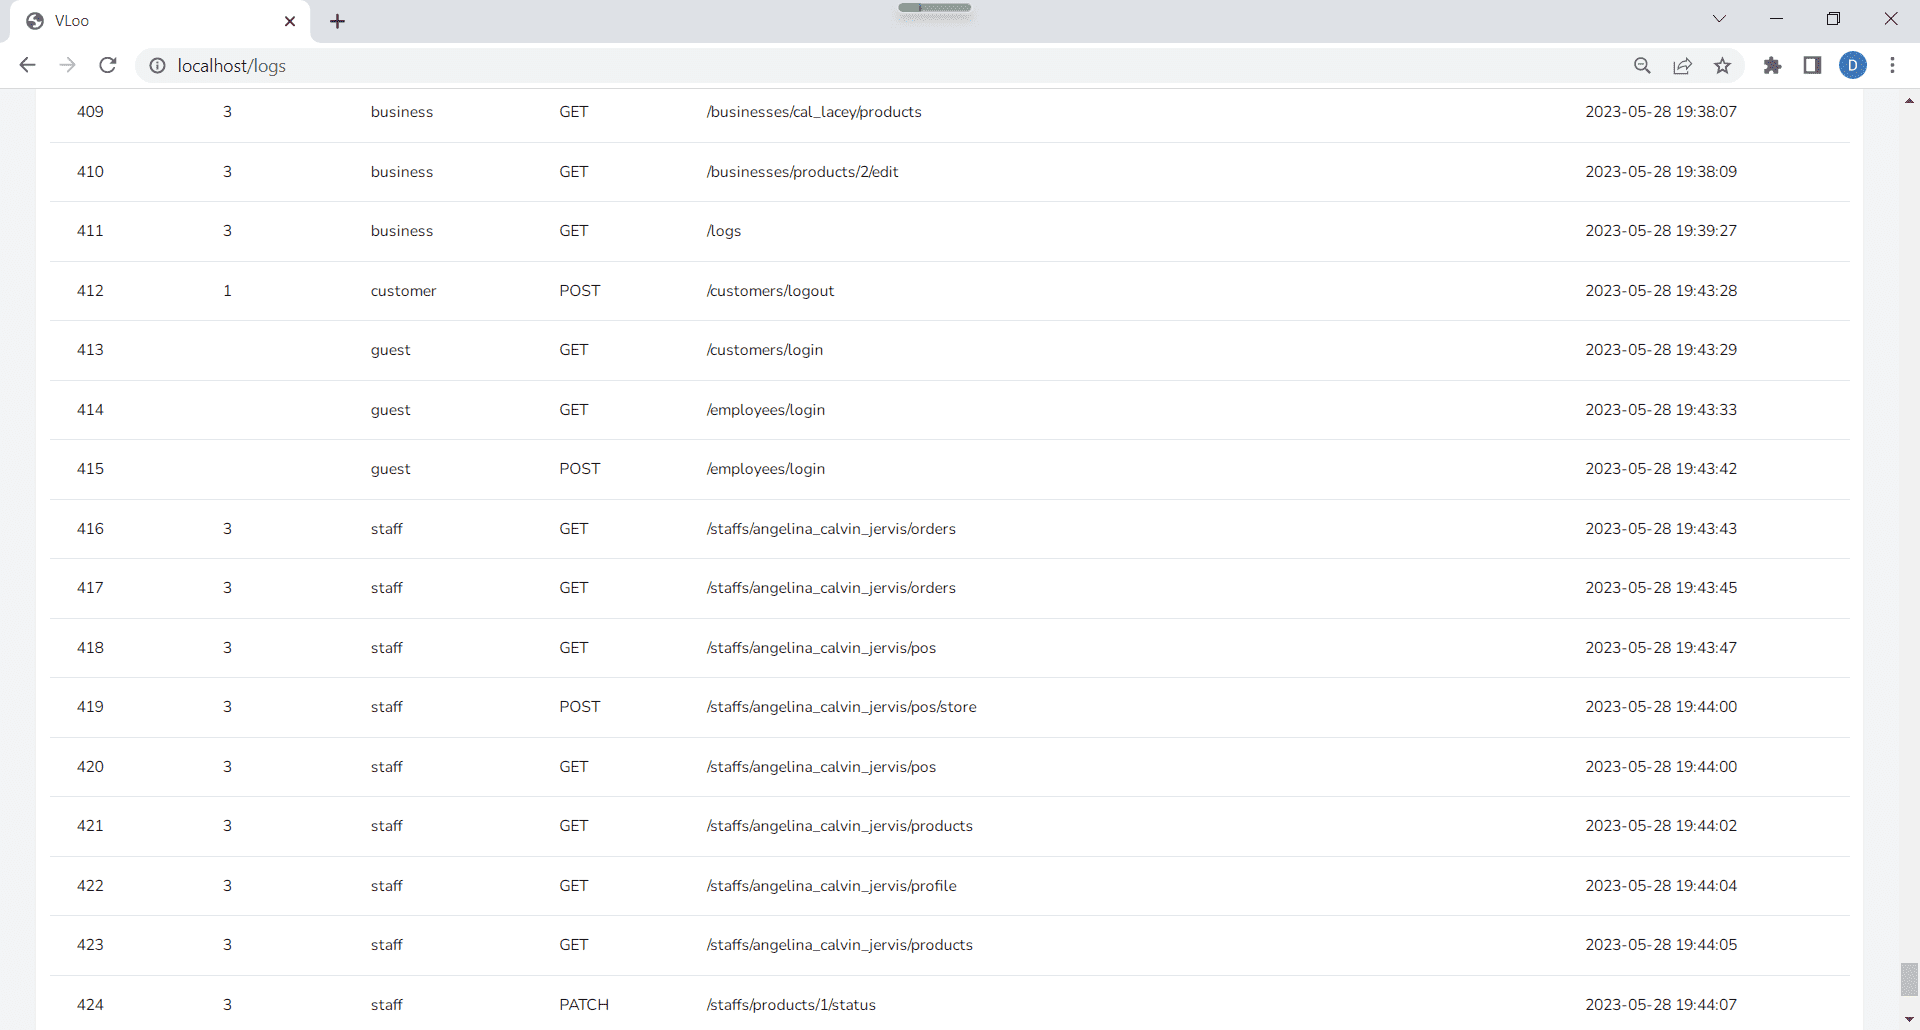 VLoo
localhost/logs
D
409 3 business GET /businesses/cal_lacey/products 2023-05-28 19:38:07
410 3 business GET /businesses/products/2/edit 2023-05-28 19:38:09
411 3 business GET /logs 2023-05-28 19:39:27
412 1 customer POST /customers/logout 2023-05-28 19:43:28
413 guest GET /customers/login 2023-05-28 19:43:29
414 guest GET /employees/login 2023-05-28 19:43:33
415 guest POST /employees/login 2023-05-28 19:43:42
416 3 staff GET /staffs/angelina_calvin_jervis/orders 2023-05-28 19:43:43
417 3 staff GET /staffs/angelina_calvin_jervis/orders 2023-05-28 19:43:45
418 3 staff GET /staffs/angelina_calvin_jervis/pos 2023-05-28 19:43:47
419 3 staff POST /staffs/angelina_calvin_jervis/pos/store 2023-05-28 19:44:00
420 3 staff GET /staffs/angelina_calvin_jervis/pos 2023-05-28 19:44:00
421 3 staff GET /staffs/angelina_calvin_jervis/products 2023-05-28 19:44:02
422 3 staff GET /staffs/angelina_calvin_jervis/profile 2023-05-28 19:44:04
423 3 staff GET /staffs/angelina_calvin_jervis/products 2023-05-28 19:44:05
424 3 staff PATCH /staffs/products/1/status 2023-05-28 19:44:07